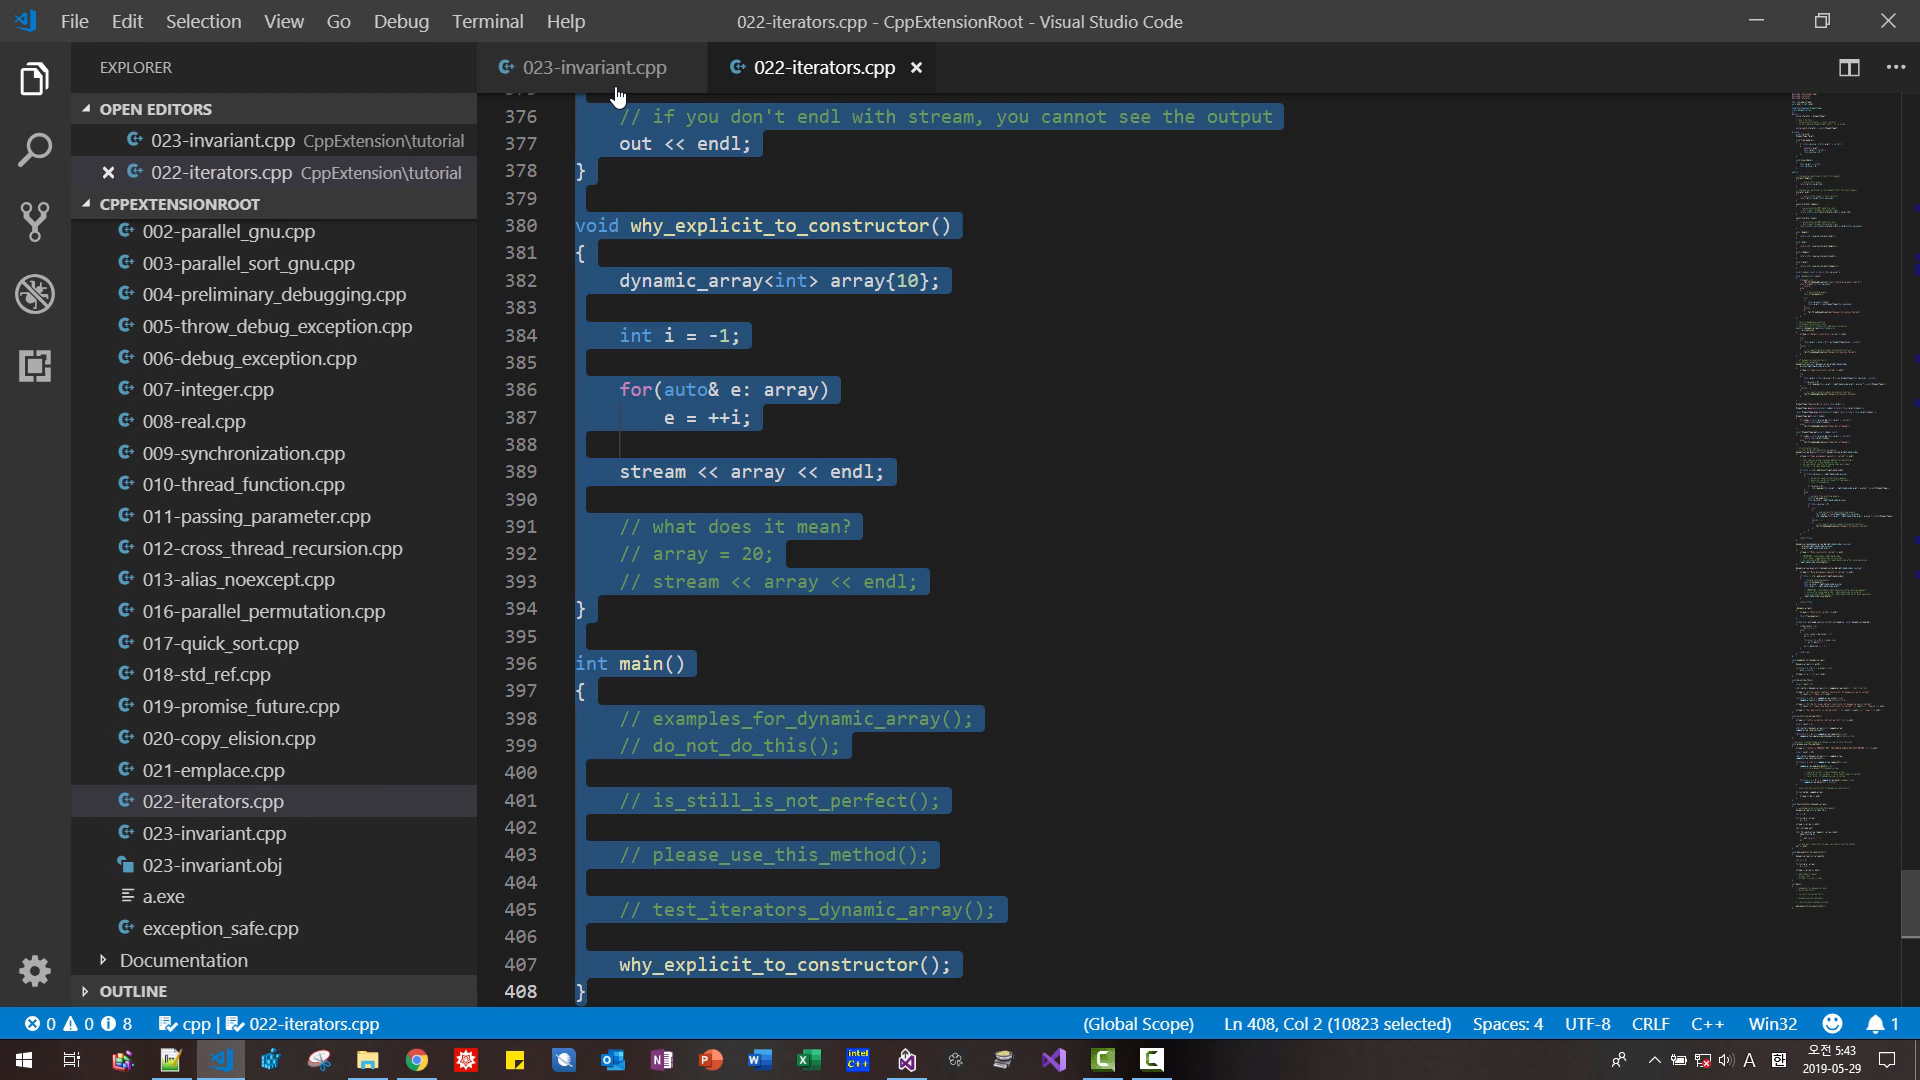 File Edit Selection View Go Debug Terminal Help
022-iterators.cpp - CppExtensionRoot - Visual Studio Code
EXPLORER
023-invariant.cpp
022-iterators.cpp
OPEN EDITORS
023-invariant.cpp CppExtension\tutorial
022-iterators.cpp CppExtension\tutorial
CPPEXTENSIONROOT
002-parallel_gnu.cpp
003-parallel_sort_gnu.cpp
004-preliminary_debugging.cpp
005-throw_debug_exception.cpp
006-debug_exception.cpp
007-integer.cpp
008-real.cpp
009-synchronization.cpp
010-thread_function.cpp
011-passing_parameter.cpp
012-cross_thread_recursion.cpp
013-alias_noexcept.cpp
016-parallel_permutation.cpp
017-quick_sort.cpp
018-std_ref.cpp
019-promise_future.cpp
020-copy_elision.cpp
021-emplace.cpp
022-iterators.cpp
023-invariant.cpp
023-invariant.obj
a.exe
exception_safe.cpp
Documentation
OUTLINE
376 // if you don't endl with stream, you cannot see the output
377 out << endl;
378 }
379
380 void why_explicit_to_constructor()
381 {
382 dynamic_array<int> array{10};
383
384 int i = -1;
385
386 for(auto& e: array)
387 e = ++i;
388
389 stream << array << endl;
390
391 // what does it mean?
392 // array = 20;
393 // stream << array << endl;
394 }
395
396 int main()
397 {
398 // examples_for_dynamic_array();
399 // do_not_do_this();
400
401 // is_still_is_not_perfect();
402
403 // please_use_this_method();
404
405 // test_iterators_dynamic_array();
406
407 why_explicit_to_constructor();
408 }
0 0 8 cpp | 022-iterators.cpp
(Global Scope) Ln 408, Col 2 (10823 selected) Spaces: 4 UTF-8 CRLF C++ Win32 1
intel C++
A
오전 5:43
2019-05-29